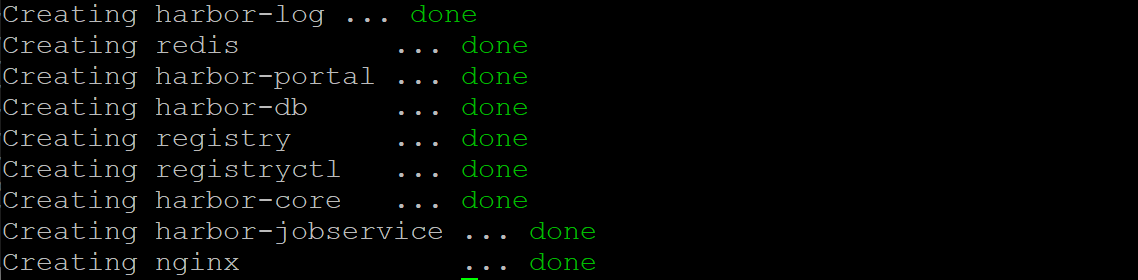 Creating harbor-log ... done
Creating redis         ... done
Creating harbor-portal ... done
Creating harbor-db     ... done
Creating registry      ... done
Creating registryctl   ... done
Creating harbor-core   ... done
Creating harbor-jobservice ... done
Creating nginx             ... done